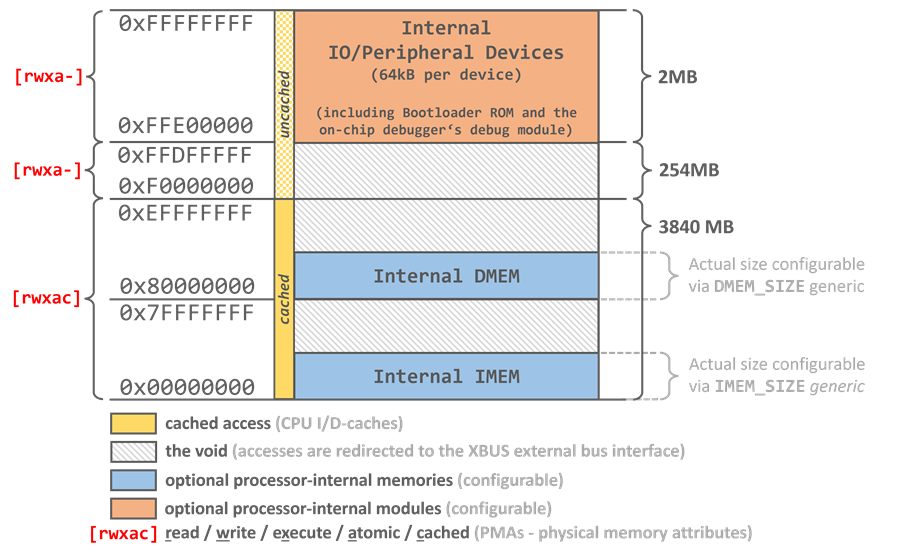 0xFFFFFFFF
Internal
IO/Peripheral Devices
(64kB per device)
[rwxa-]
uncached
2MB
(including Bootloader ROM and the
on-chip debugger‘s debug module)
0xFFE00000
0xFFDFFFFF
[rwxa-]
254MB
0xF0000000
0xEFFFFFFF
3840 MB
Internal DMEM
Actual size configurable
via DMEM_SIZE generic
0x80000000
[rwxac]
cached
0x7FFFFFFF
Internal IMEM
Actual size configurable
via IMEM_SIZE generic
0x00000000
cached access (CPU I/D-caches)
the void (accesses are redirected to the XBUS external bus interface)
optional processor-internal memories (configurable)
optional processor-internal modules (configurable)
[rwxac] read / write / execute / atomic / cached (PMAs - physical memory attributes)